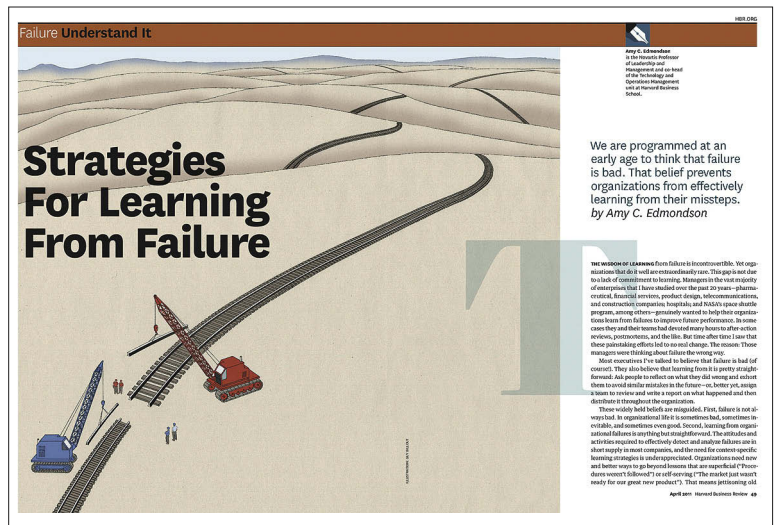 HBR.ORG
Failure Understand It
Amy C. Edmondson
is the Novartis Professor
of Leadership and
Management and co-head
of the Technology and
Operations Management
unit at Harvard Business
School.
Strategies
For Learning
From Failure
We are programmed at an
early age to think that failure
is bad. That belief prevents
organizations from effectively
learning from their missteps.
by Amy C. Edmondson
T
THE WISDOM OF LEARNING from failure is incontrovertible. Yet orga-
nizations that do it well are extraordinarily rare. This gap is not due
to a lack of commitment to learning. Managers in the vast majority
of enterprises that I have studied over the past 20 years—pharma-
ceutical, financial services, product design, telecommunications,
and construction companies; hospitals; and NASA's space shuttle
program, among others—genuinely wanted to help their organiza-
tions learn from failures to improve future performance. In some
cases they and their teams had devoted many hours to after-action
reviews, postmortems, and the like. But time after time I saw that
these painstaking efforts led to no real change. The reason: Those
managers were thinking about failure the wrong way.
Most executives I've talked to believe that failure is bad (of
course!). They also believe that learning from it is pretty straight-
forward: Ask people to reflect on what they did wrong and exhort
them to avoid similar mistakes in the future—or, better yet, assign
a team to review and write a report on what happened and then
distribute it throughout the organization.
These widely held beliefs are misguided. First, failure is not al-
ways bad. In organizational life it is sometimes bad, sometimes in-
evitable, and sometimes even good. Second, learning from organi-
zational failures is anything but straightforward. The attitudes and
activities required to effectively detect and analyze failures are in
short supply in most companies, and the need for context-specific
learning strategies is underappreciated. Organizations need new
and better ways to go beyond lessons that are superficial ("Proce-
dures weren't followed") or self-serving ("The market just wasn't
ready for our great new product"). That means jettisoning old
April 2011 Harvard Business Review 49